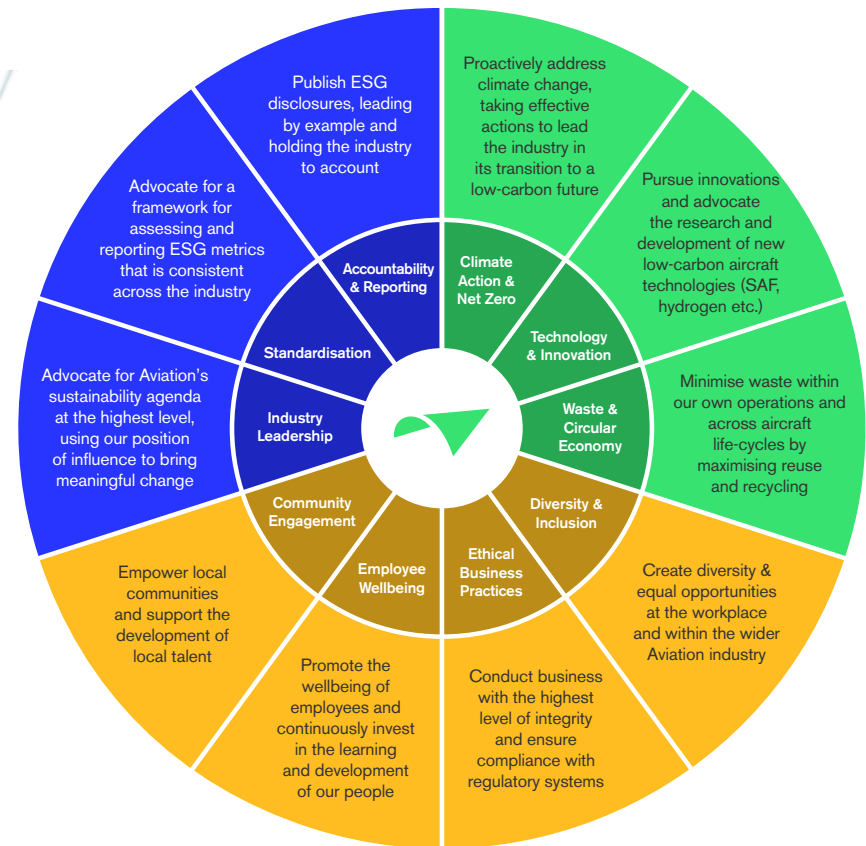 Proactively address
climate change,
taking effective
actions to lead
the industry in
its transition to a
low-carbon future
Pursue innovations
and advocate
the research and
development of new
low-carbon aircraft
technologies (SAF,
hydrogen etc.)
Minimise waste within
our own operations and
across aircraft
life-cycles by
maximising reuse
and recycling
Create diversity &
equal opportunities
at the workplace
and within the wider
Aviation industry
Conduct business
with the highest
level of integrity
and ensure
compliance with
regulatory systems
Promote the
wellbeing of
employees and
continuously invest
in the learning
and development
of our people
Empower local
communities
and support the
development of
local talent
Advocate for Aviation's
sustainability agenda
at the highest level,
using our position
of influence to bring
meaningful change
Advocate for a
framework for
assessing and
reporting ESG metrics
that is consistent
across the industry
Publish ESG
disclosures, leading
by example and
holding the industry
to account
Climate
Action &
Net Zero
Technology
& Innovation
Waste &
Circular
Economy
Diversity &
Inclusion
Ethical
Business
Practices
Employee
Wellbeing
Community
Engagement
Industry
Leadership
Standardisation
Accountability
& Reporting